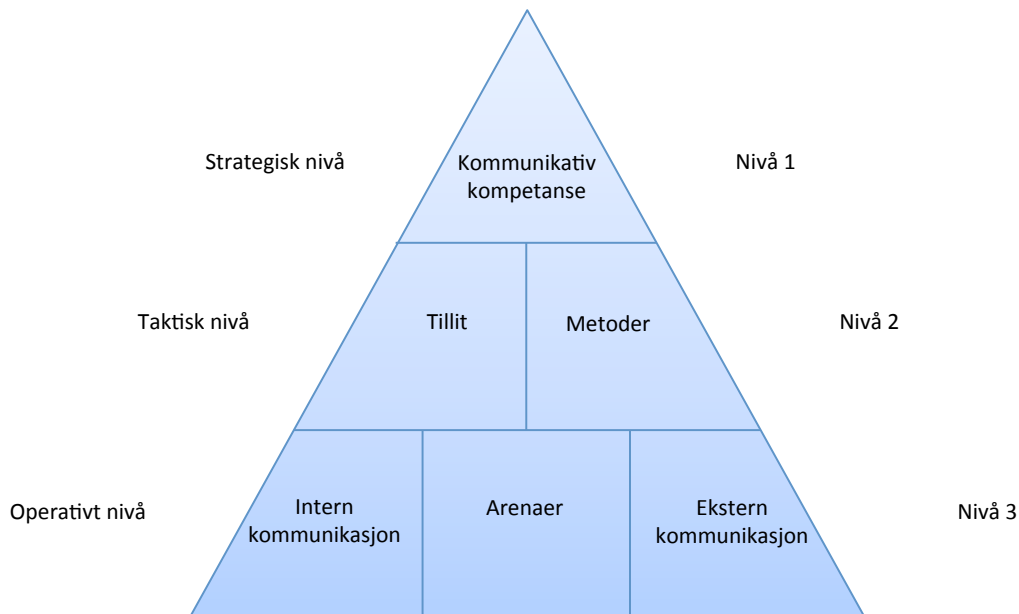 Strategisk nivå
Kommunikativ
kompetanse
Nivå 1
Taktisk nivå
Tillit
Metoder
Nivå 2
Operativt nivå
Intern
kommunikasjon
Arenaer
Ekstern
kommunikasjon
Nivå 3